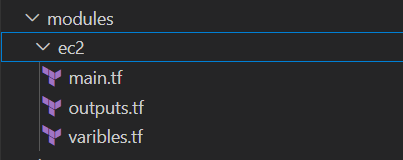 modules
ec2
main.tf
outputs.tf
varibles.tf